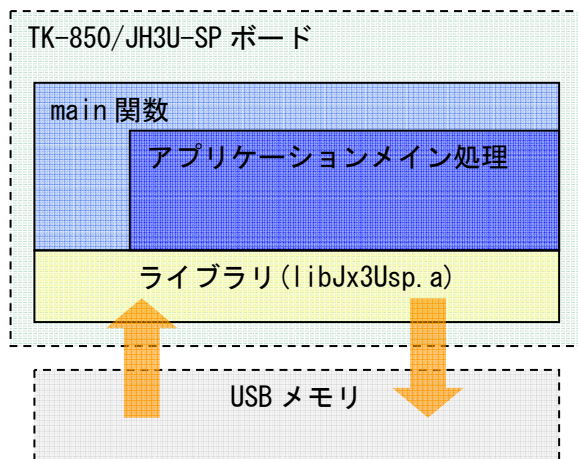 TK-850/JH3U-SP ボード
main 関数
アプリケーションメイン処理
ライブラリ(libJx3Usp.a)
USB メモリ